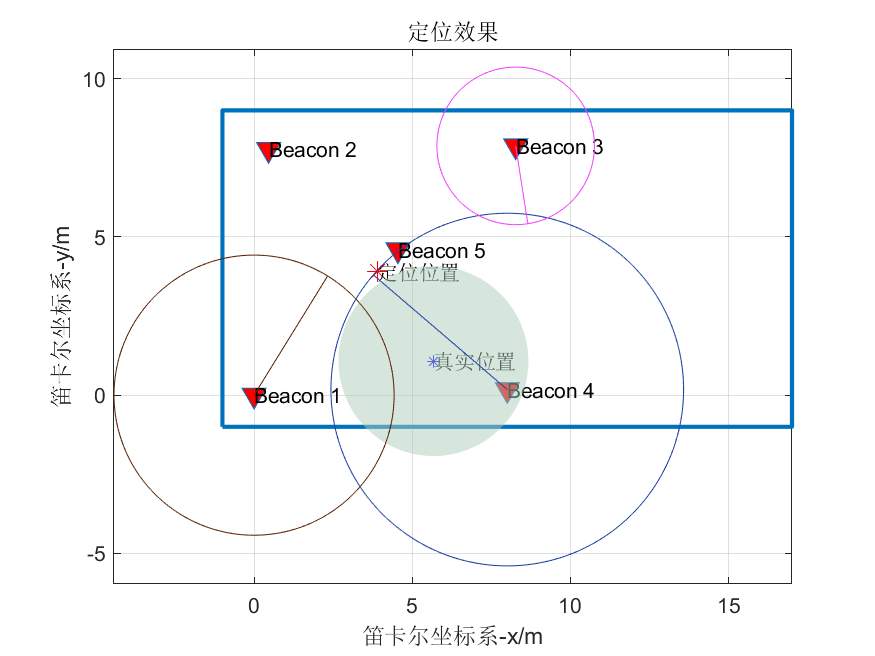 定位效果
10
5
0
-5
笛卡尔坐标系-y/m
Beacon 2
Beacon 3
Beacon 5
定位位置
真实位置
Beacon 1
Beacon 4
0
5
10
15
笛卡尔坐标系-x/m